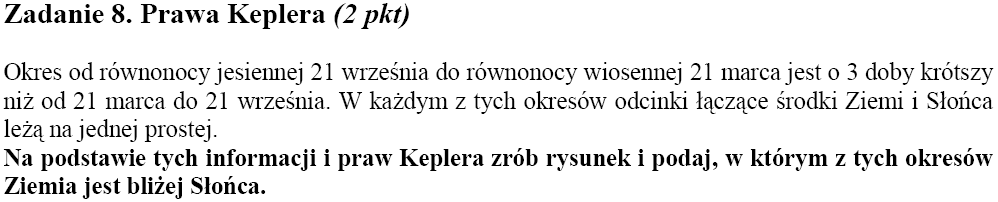 Zadanie 8. Prawa Keplera (2 pkt)
Okres od równonocy jesiennej 21 września do równonocy wiosennej 21 marca jest o 3 doby krótszy
niż od 21 marca do 21 września. W każdym z tych okresów odcinki łączące środki Ziemi i Słońca
leżą na jednej prostej.
Na podstawie tych informacji i praw Keplera zrób rysunek i podaj, w którym z tych okresów
Ziemia jest bliżej Słońca.